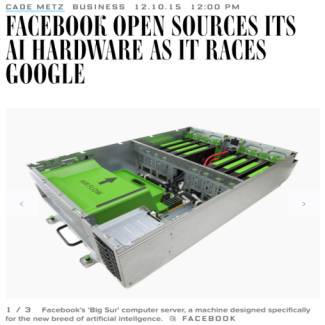 CADE METZ BUSINESS 12.10.15 12:00 PM
FACEBOOK OPEN SOURCES ITS
AI HARDWARE AS IT RACES
GOOGLE
AIRFLOW
1 / 3 Facebook's 'Big Sur' computer server, a machine designed specifically
for the new breed of artificial intelligence. FACEBOOK